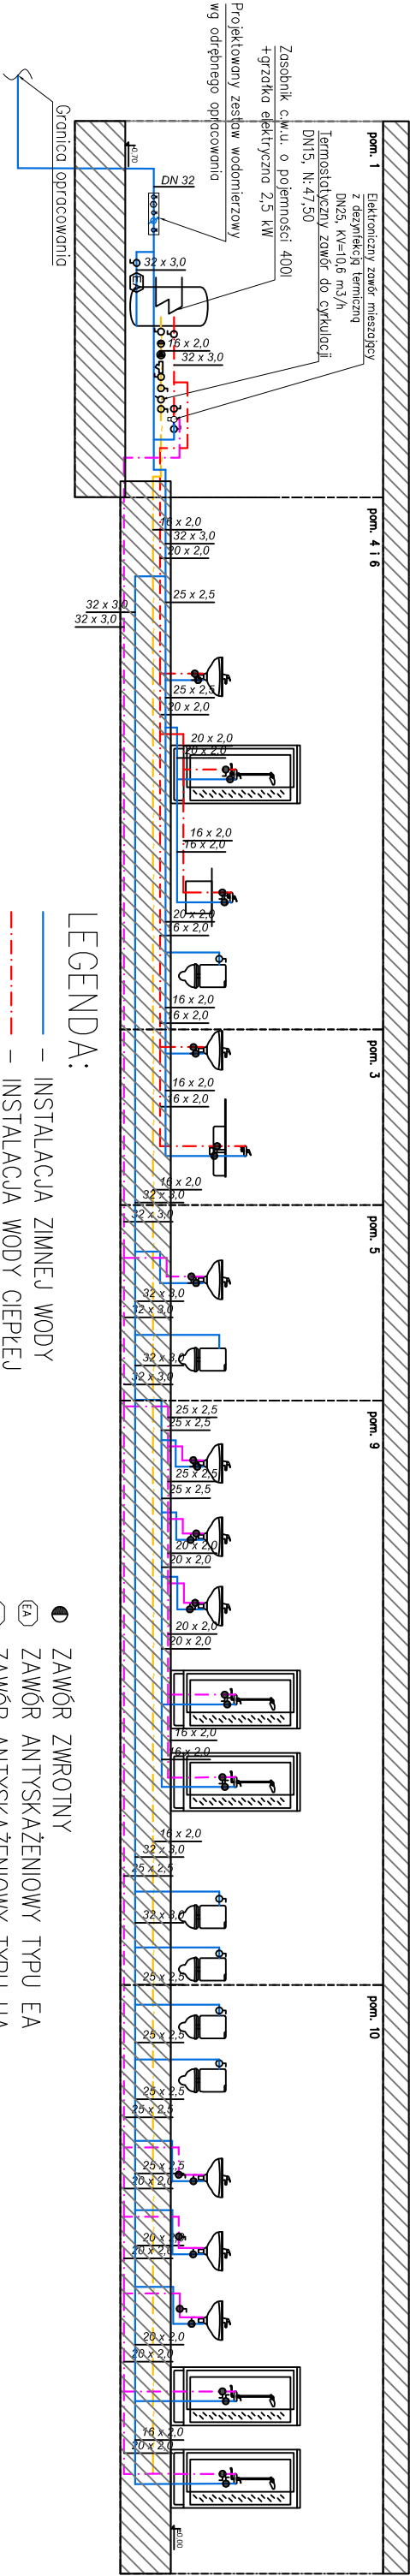 pom. 1
Elektroniczny zawór mieszający
z dezynfekcją termiczną
DN25, KV=10,6 m3/h
Termostatyczny zawór do cyrkulacji
DN15, N:47,50
Zasobnik c.w.u. o pojemności 400l
+grzałka elektryczna 2,5 kW
Projektowany zestaw wodomierzowy
wg odrębnego opracowania
Granica opracowania
DN 32
32 x 3,0
EA
16 x 2,0
32 x 3,0
pom. 4 i 6
16 x 2,0
32 x 3,0
20 x 2,0
25 x 2,5
32 x 3,0
32 x 3,0
25 x 2,5
20 x 2,0
20 x 2,0
20 x 2,0
16 x 2,0
16 x 2,0
20 x 2,0
16 x 2,0
16 x 2,0
16 x 2,0
pom. 3
16 x 2,0
16 x 2,0
16 x 2,0
32 x 3,0
32 x 3,0
pom. 5
32 x 3,0
32 x 3,0
32 x 3,0
32 x 3,0
pom. 9
25 x 2,5
25 x 2,5
25 x 2,5
25 x 2,5
20 x 2,0
20 x 2,0
20 x 2,0
20 x 2,0
16 x 2,0
16 x 2,0
16 x 2,0
32 x 3,0
25 x 2,5
32 x 3,0
25 x 2,5
pom. 10
25 x 2,5
25 x 2,5
25 x 2,5
25 x 2,5
20 x 2,0
20 x 2,0
20 x 2,0
20 x 2,0
20 x 2,0
16 x 2,0
20 x 2,0
LEGENDA:
– INSTALACJA ZIMNEJ WODY
– INSTALACJA WODY CIEPŁEJ
ZAWÓR ZWROTNY
EA ZAWÓR ANTYSKAŻENIOWY TYPU EA
ZAWÓR ANTYSKAŻENIOWY TYPU HA